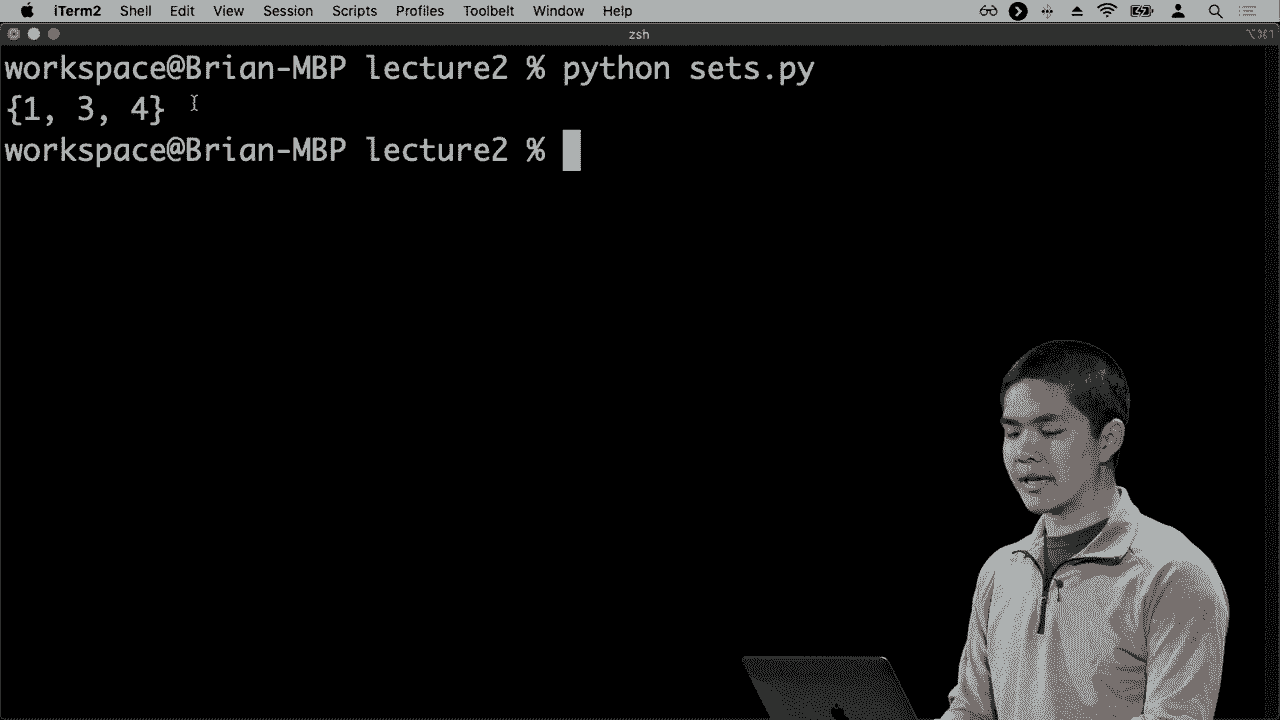 iTerm2 Shell Edit View Session Scripts Profiles Toolbelt Window Help
zsh ⌥⌘1
workspace@Brian-MBP lecture2 % python sets.py
{1, 3, 4}
workspace@Brian-MBP lecture2 %